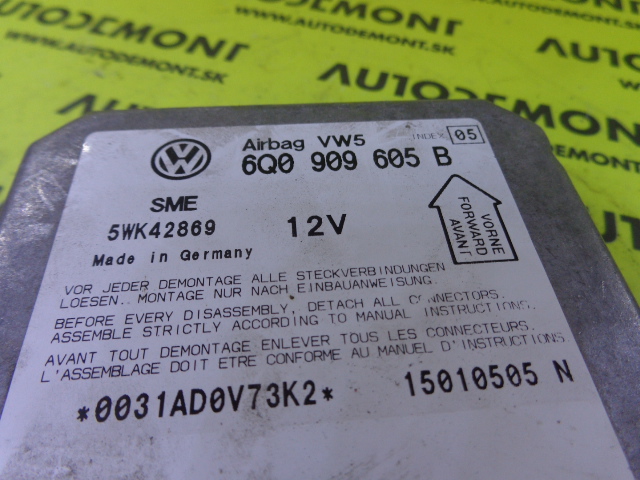 AUTODEMONT
AUTODEMONT.SK
AUTODEMONT
AUTODEMONT.SK
Airbag VW5
INDEX 05
6Q0 909 605 B
SME
5WK42869
12V
Made in Germany
VORNE
FORWARD
AVANT
VOR JEDER DEMONTAGE ALLE STECKVERBINDUNGEN
LOESEN.. MONTAGE NUR NACH EINBAUANWEISUNG.
BEFORE EVERY DISASSEMBLY, DETACH ALL CONNECTORS.
ASSEMBLE STRICTLY ACCORDING TO MANUAL INSTRUCTIONS.
AVANT TOUT DEMONTAGE ENLEVER TOUS LES CONNECTEURS.
L'ASSEMBLAGE DOIT ETRE CONFORME AU MANUEL D'INSTRUCTIONS
*0031AD0V73K2*
15010505 N